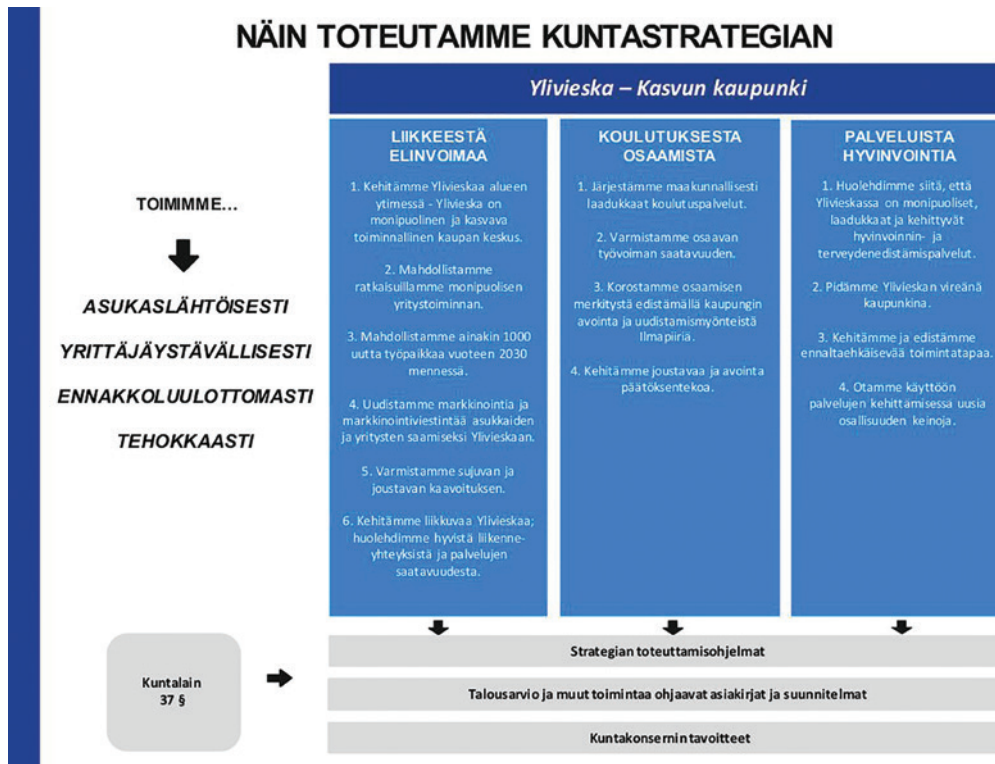 NÄIN TOTEUTAMME KUNTASTRATEGIAN
Ylivieska – Kasvun kaupunki
TOIMIMME...
ASUKASLÄHTÖISESTI
YRITTÄJÄYSTÄVÄLLISESTI
ENNAKKOLUULOTTOMASTI
TEHOKKAASTI
LIIKKEESTÄ
ELINVOIMAA
1. Kehitämme Ylivieskaa alueen
ytimessä - Ylivieska on
monipuolinen ja kasvava
toiminnallinen kaupan keskus.
2. Mahdollistamme
ratkaisuillamme monipuolisen
yritystoiminnan.
3. Mahdollistamme ainakin 1000
uutta työpaikkaa vuoteen 2030
mennessä.
4. Uudistamme markkinointia ja
markkinointiviestintää asukkaiden
ja yritysten saamiseksi Ylivieskaan.
5. Varmistamme sujuvan ja
joustavan kaavoituksen.
6. Kehitämme liikkuvaa Ylivieskaa;
huolehdimme hyvistä liikenne-
yhteyksistä ja palvelujen
saatavuudesta.
KOULUTUKSESTA
OSAAMISTA
1. Järjestämme maakunnallisesti
laadukkaat koulutuspalvelut.
2. Varmistamme osaavan
työvoiman saatavuuden.
3. Korostamme osaamisen
merkitystä edistämällä kaupungin
avointa ja uudistamismyönteistä
Ilmapiiriä.
4. Kehitämme joustavaa ja avointa
päätöksentekoa.
PALVELUISTA
HYVINVOINTIA
1. Huolehdimme siitä, että
Ylivieskassa on monipuoliset,
laadukkaat ja kehittyvät
hyvinvoinnin- ja
terveydenedistämispalvelut.
2. Pidämme Ylivieskan vireänä
kaupunkina.
3. Kehitämme ja edistämme
ennaltaehkäisevää toimintatapaa.
4. Otamme käyttöön
palvelujen kehittämisessä uusia
osallisuuden keinoja.
Kuntalain
37 §
Strategian toteuttamisohjelmat
Talousarvio ja muut toimintaa ohjaavat asiakirjat ja suunnitelmat
Kuntakonsernin tavoitteet